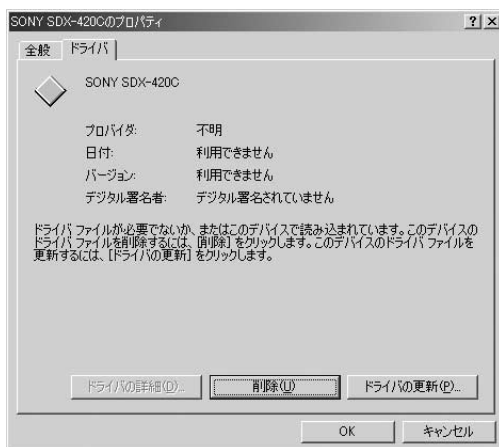 SONY SDX-420Cのプロパティ
全般 ドライバ
SONY SDX-420C
プロバイダ: 不明
日付: 利用できません
バージョン: 利用できません
デジタル署名者: デジタル署名されていません
ドライバ ファイルが必要でないか、またはこのデバイスで読み込まれています。このデバイスの
ドライバ ファイルを削除するには、[削除] をクリックします。このデバイスのドライバ ファイルを
更新するには、[ドライバの更新] をクリックします。
ドライバの詳細(D)... 削除(U) ドライバの更新(P)...
OK キャンセル